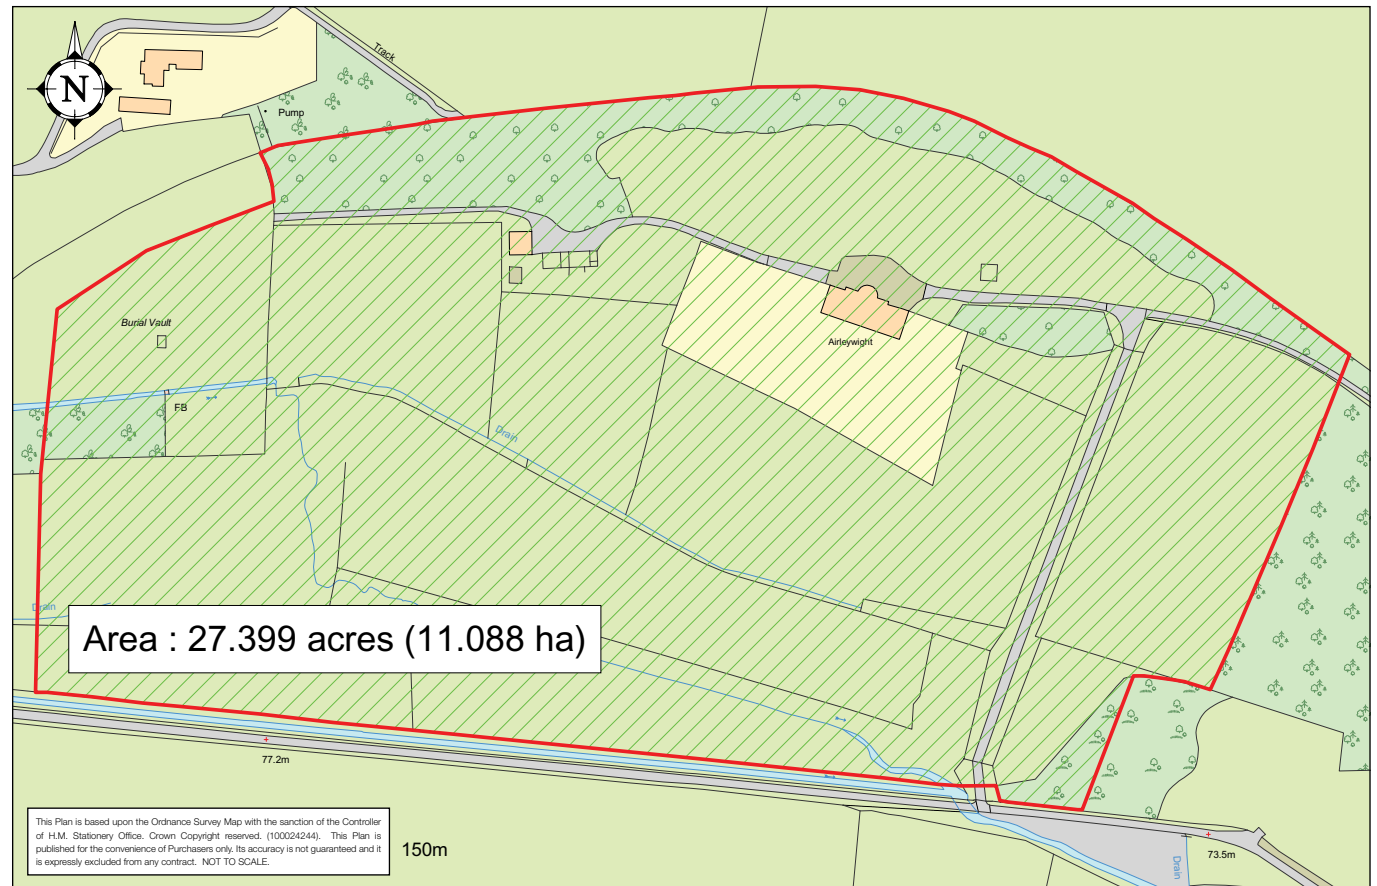 Track
N
Pump
Burial Vault
Airleywight
FB
Drain
Drain
Area : 27.399 acres (11.088 ha)
77.2m
This Plan is based upon the Ordnance Survey Map with the sanction of the Controller
of H.M. Stationery Office. Crown Copyright reserved. (100024244). This Plan is
published for the convenience of Purchasers only. Its accuracy is not guaranteed and it
is expressly excluded from any contract. NOT TO SCALE.
150m
73.5m
Drain